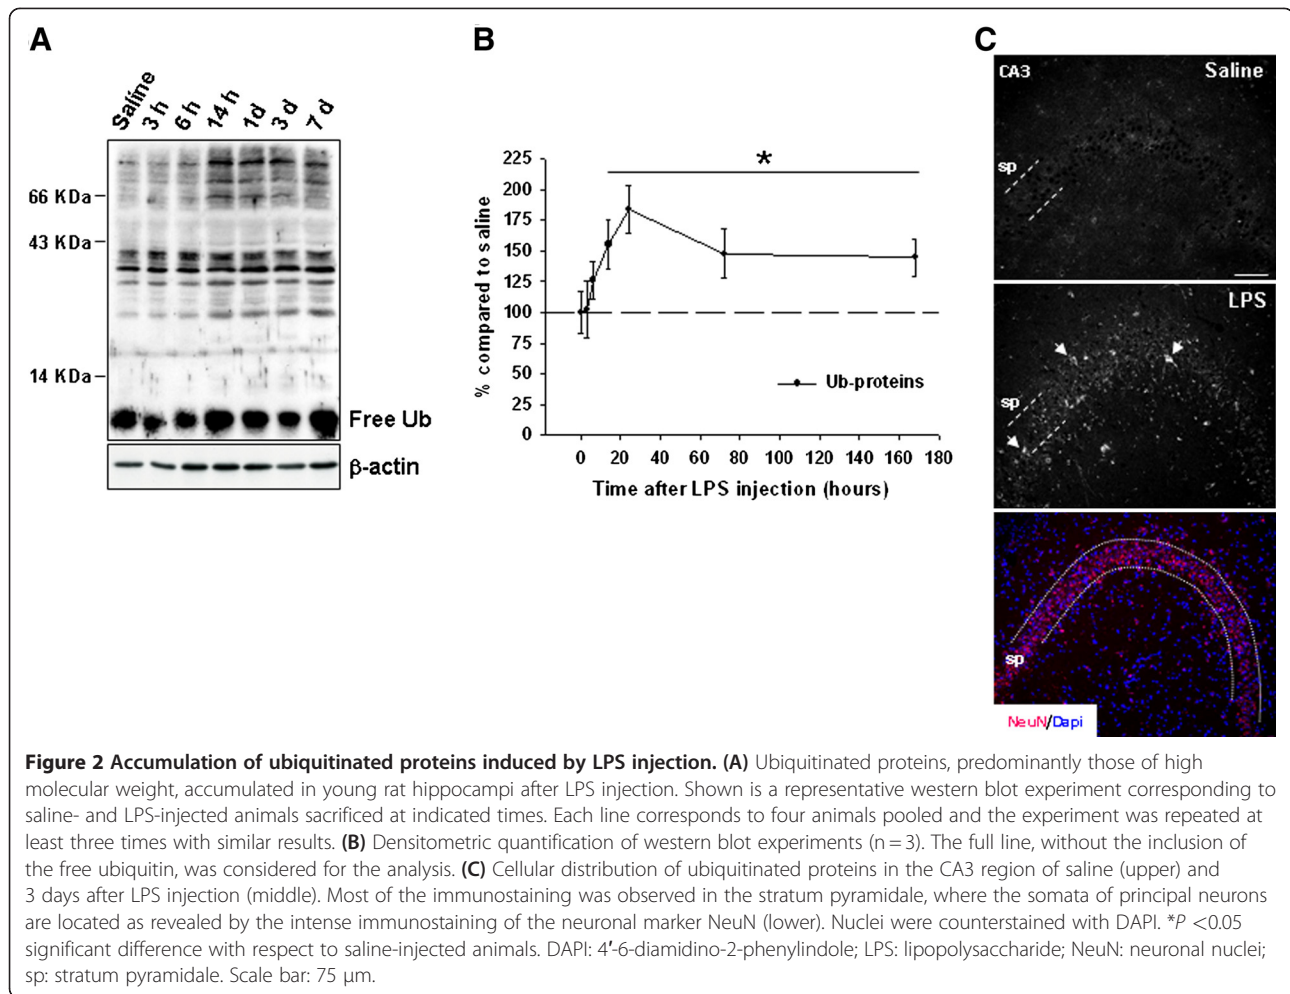 A
B
C
Saline
3 h
6 h
14 h
1d
3 d
7 d
66 KDa
43 KDa
14 KDa
Free Ub
β-actin
% compared to saline
225
200
175
150
125
100
75
50
25
0
*
Ub-proteins
0 20 40 60 80 100 120 140 160 180
Time after LPS injection (hours)
CA3
Saline
sp
LPS
sp
sp
NeuN/Dapi
Figure 2 Accumulation of ubiquitinated proteins induced by LPS injection. (A) Ubiquitinated proteins, predominantly those of high
molecular weight, accumulated in young rat hippocampi after LPS injection. Shown is a representative western blot experiment corresponding to
saline- and LPS-injected animals sacrificed at indicated times. Each line corresponds to four animals pooled and the experiment was repeated at
least three times with similar results. (B) Densitometric quantification of western blot experiments (n = 3). The full line, without the inclusion of
the free ubiquitin, was considered for the analysis. (C) Cellular distribution of ubiquitinated proteins in the CA3 region of saline (upper) and
3 days after LPS injection (middle). Most of the immunostaining was observed in the stratum pyramidale, where the somata of principal neurons
are located as revealed by the intense immunostaining of the neuronal marker NeuN (lower). Nuclei were counterstained with DAPI. *P <0.05
significant difference with respect to saline-injected animals. DAPI: 4′-6-diamidino-2-phenylindole; LPS: lipopolysaccharide; NeuN: neuronal nuclei;
sp: stratum pyramidale. Scale bar: 75 μm.